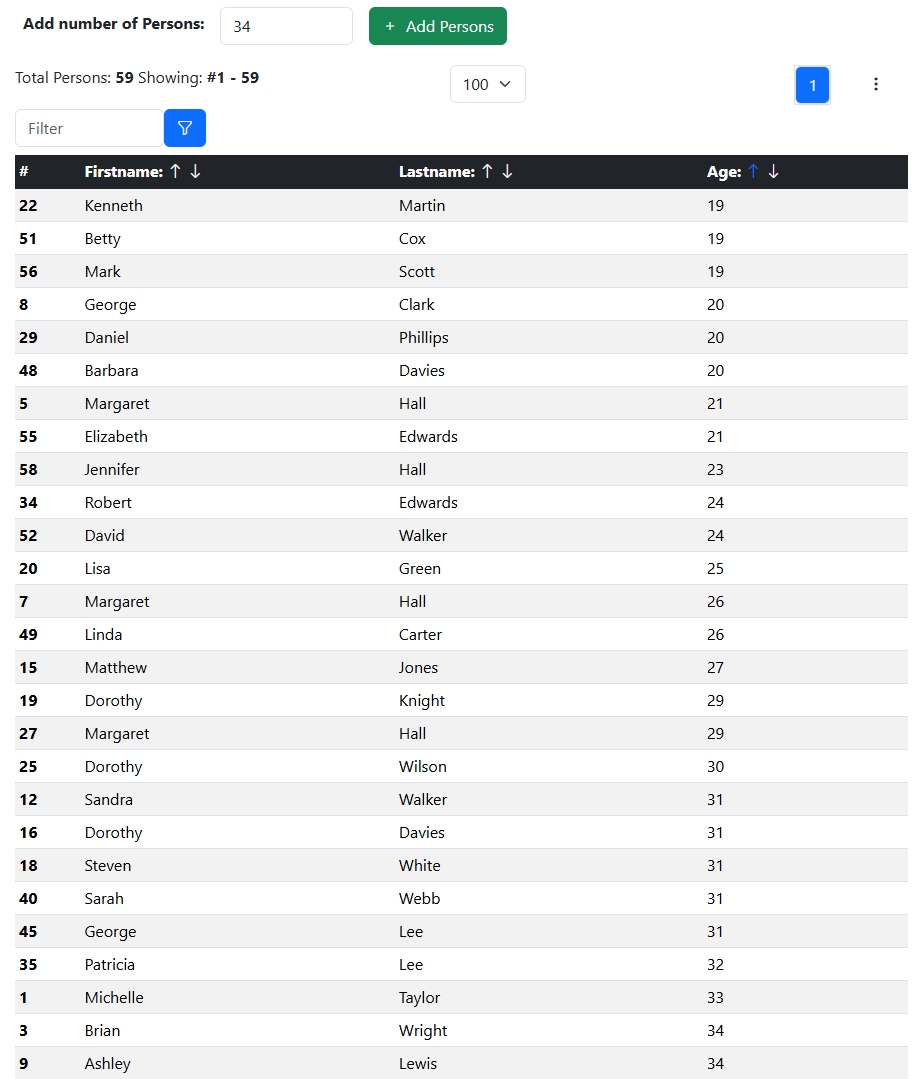 Add number of Persons: 34 + Add Persons
Total Persons: 59 Showing: #1 - 59 100 1
Filter
# Firstname: ↑ ↓ Lastname: ↑ ↓ Age: ↑ ↓
22 Kenneth Martin 19
51 Betty Cox 19
56 Mark Scott 19
8 George Clark 20
29 Daniel Phillips 20
48 Barbara Davies 20
5 Margaret Hall 21
55 Elizabeth Edwards 21
58 Jennifer Hall 23
34 Robert Edwards 24
52 David Walker 24
20 Lisa Green 25
7 Margaret Hall 26
49 Linda Carter 26
15 Matthew Jones 27
19 Dorothy Knight 29
27 Margaret Hall 29
25 Dorothy Wilson 30
12 Sandra Walker 31
16 Dorothy Davies 31
18 Steven White 31
40 Sarah Webb 31
45 George Lee 31
35 Patricia Lee 32
1 Michelle Taylor 33
3 Brian Wright 34
9 Ashley Lewis 34